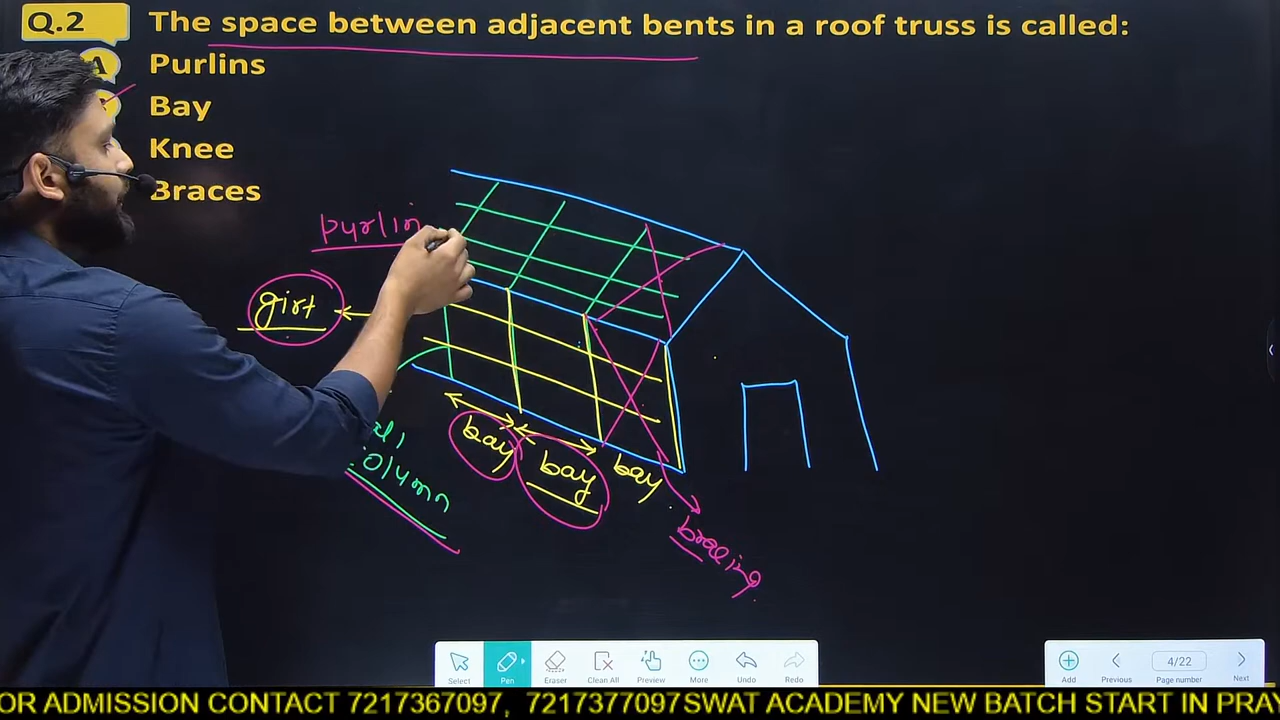 Q.2 The space between adjacent bents in a roof truss is called:
A Purlins
Bay
Knee
Braces
purlin
girt
bay
bay
bay
bracing
Select
Pen
Eraser
Clean All
Preview
More
Undo
Redo
Add
Previous
4/22
Page number
Next
OR ADMISSION CONTACT 7217367097, 7217377097 SWAT ACADEMY NEW BATCH START IN PRAY